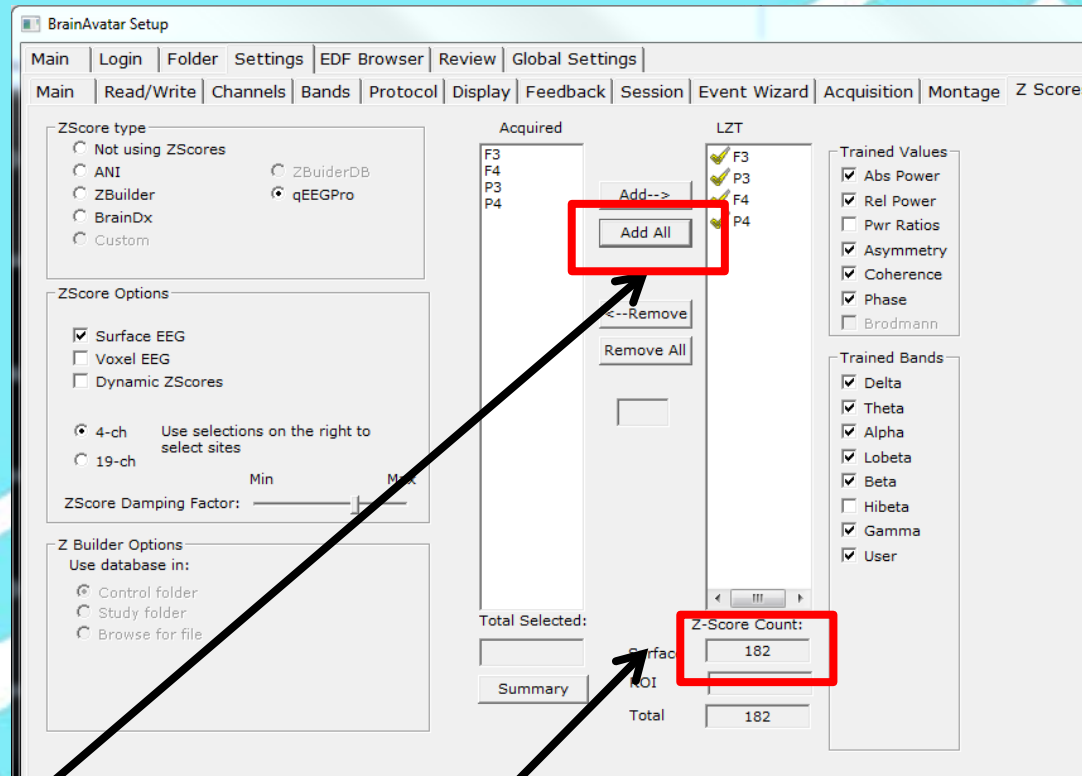 BrainAvatar Setup
Main Login Folder Settings EDF Browser Review Global Settings
Main Read/Write Channels Bands Protocol Display Feedback Session Event Wizard Acquisition Montage Z Score
ZScore type
Not using ZScores
ANI ZBuiderDB
ZBuilder qEEGPro
BrainDx
Custom
ZScore Options
Surface EEG
Voxel EEG
Dynamic ZScores
4-ch Use selections on the right to
select sites
19-ch
Min Max
ZScore Damping Factor:
Z Builder Options
Use database in:
Control folder
Study folder
Browse for file
Acquired
F3
F4
P3
P4
Total Selected:
Summary
Add-->
Add All
<--Remove
Remove All
LZT
F3
P3
F4
P4
Z-Score Count:
Surface 182
ROI
Total 182
Trained Values
Abs Power
Rel Power
Pwr Ratios
Asymmetry
Coherence
Phase
Brodmann
Trained Bands
Delta
Theta
Alpha
Lobeta
Beta
Hibeta
Gamma
User